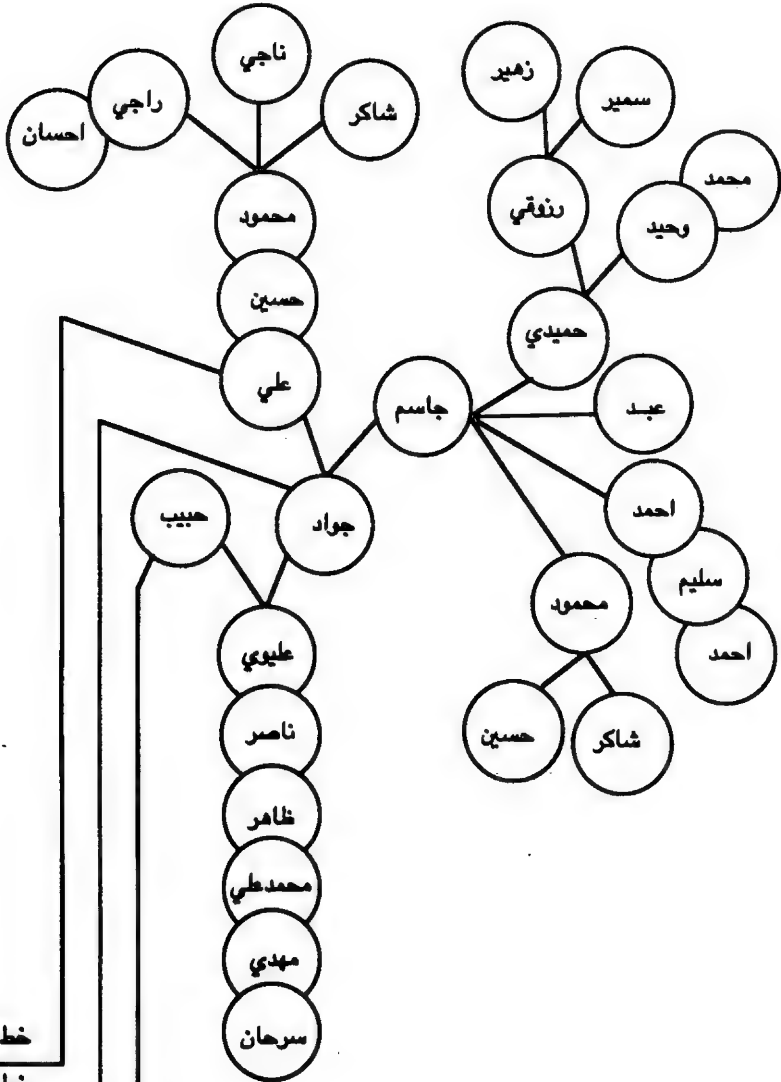 ناجي
زهير
سمير
راجي
شاكر
احسان
محمد
رزوقي
محمود
وحيد
حسين
حميدي
علي
جاسم
عبد
احمد
حبيب
جواد
سليم
محمود
عليوي
احمد
ناصر
حسين
شاكر
ظاهر
محمدعلي
مهدي
سرحان
خط